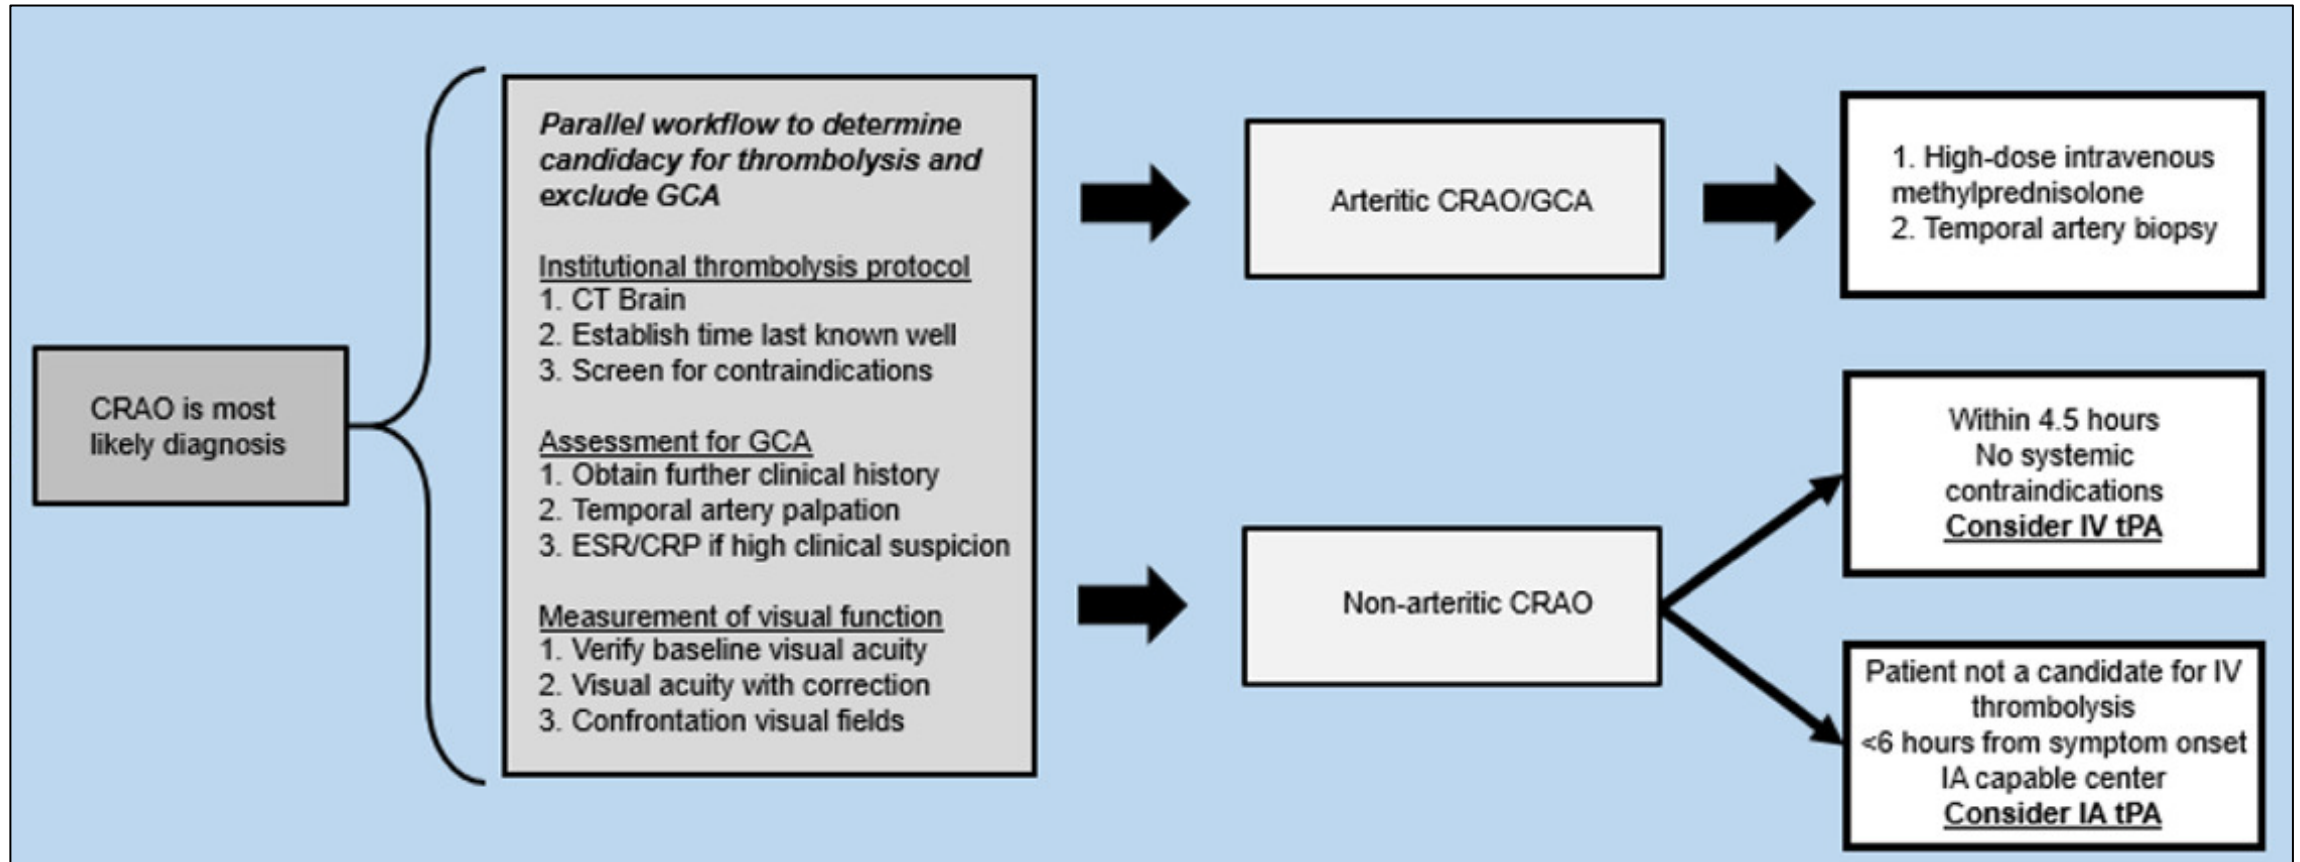 CRAO is most
likely diagnosis
Parallel workflow to determine
candidacy for thrombolysis and
exclude GCA
Institutional thrombolysis protocol
1. CT Brain
2. Establish time last known well
3. Screen for contraindications
Assessment for GCA
1. Obtain further clinical history
2. Temporal artery palpation
3. ESR/CRP if high clinical suspicion
Measurement of visual function
1. Verify baseline visual acuity
2. Visual acuity with correction
3. Confrontation visual fields
Arteritic CRAO/GCA
1. High-dose intravenous
methylprednisolone
2. Temporal artery biopsy
Non-arteritic CRAO
Within 4.5 hours
No systemic
contraindications
Consider IV tPA
Patient not a candidate for IV
thrombolysis
<6 hours from symptom onset
IA capable center
Consider IA tPA